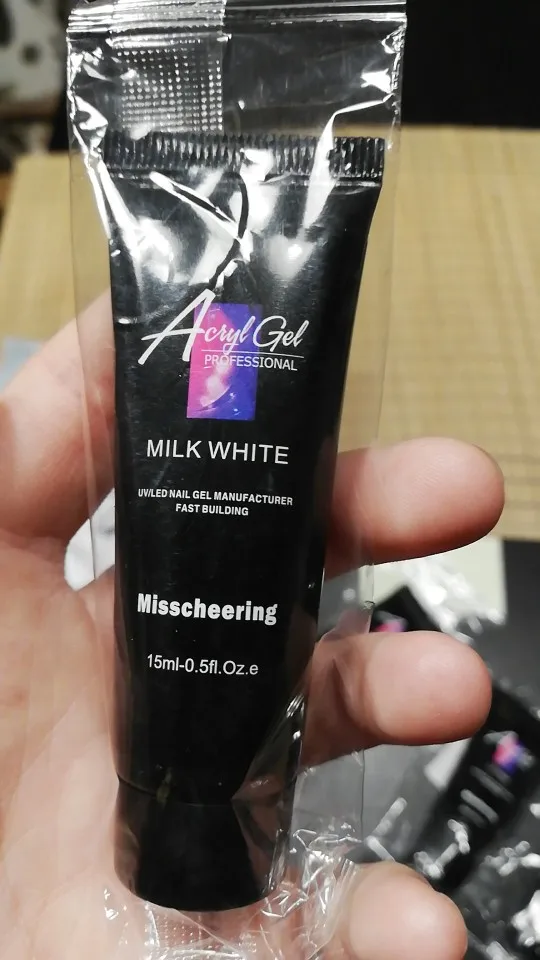 Acryl Gel
PROFESSIONAL
MILK WHITE
UV/LED NAIL GEL MANUFACTURER
FAST BUILDING
Misscheering
15ml-0.5fl.Oz.e